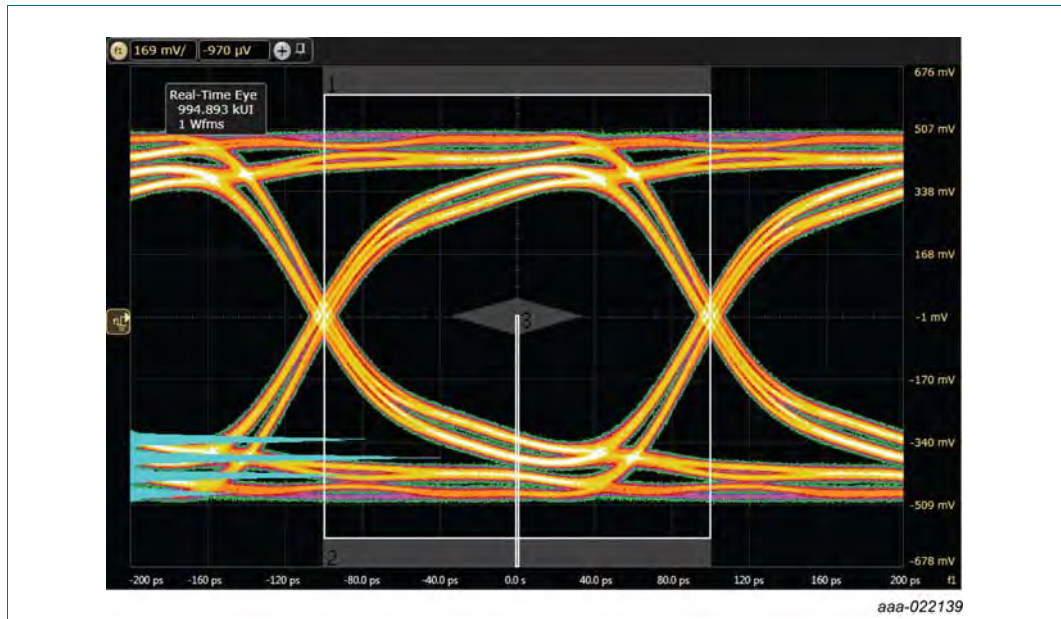 f1 169 mV/ -970 µV
676 mV
1
Real-Time Eye
994.893 kUI
1 Wfms
507 mV
338 mV
168 mV
3
-1 mV
-170 mV
-340 mV
-509 mV
2
-678 mV
-200 ps -160 ps -120 ps -80.0 ps -40.0 ps 0.0 s 40.0 ps 80.0 ps 120 ps 160 ps 200 ps f1
aaa-022139